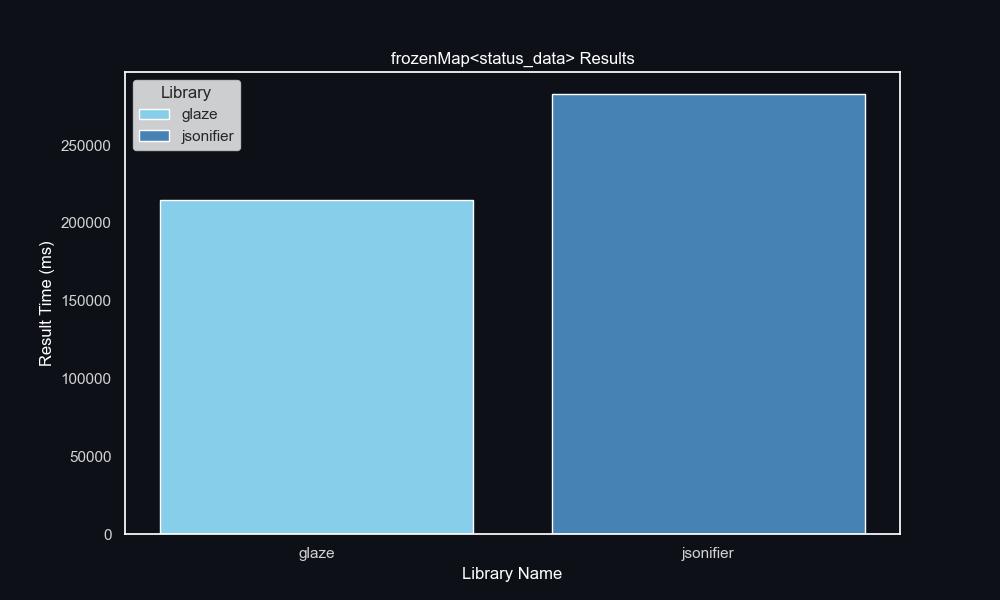 frozenMap<status_data> Results
Library
glaze
jsonifier
250000
200000
150000
100000
50000
0
Result Time (ms)
glaze
jsonifier
Library Name